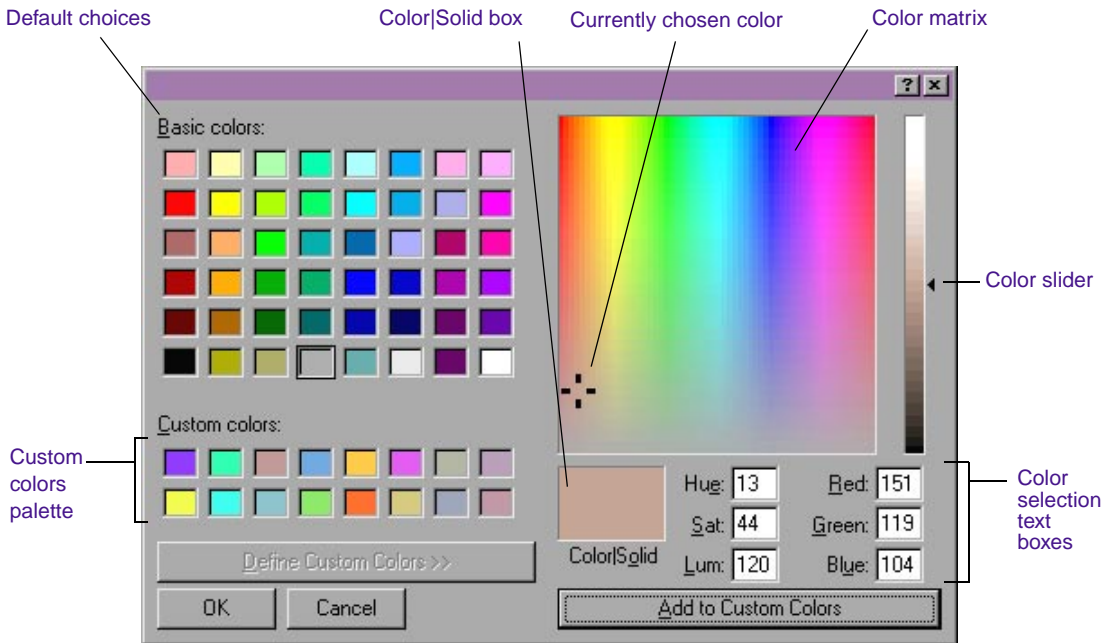 Default choices
Color|Solid box
Currently chosen color
Color matrix
?
×
Basic colors:
Color slider
Custom colors:
Custom
colors
palette
Hue: 13
Red: 151
Sat: 44
Green: 119
Lum: 120
Blue: 104
Color|Solid
Color
selection
text
boxes
Define Custom Colors >>
OK
Cancel
Add to Custom Colors